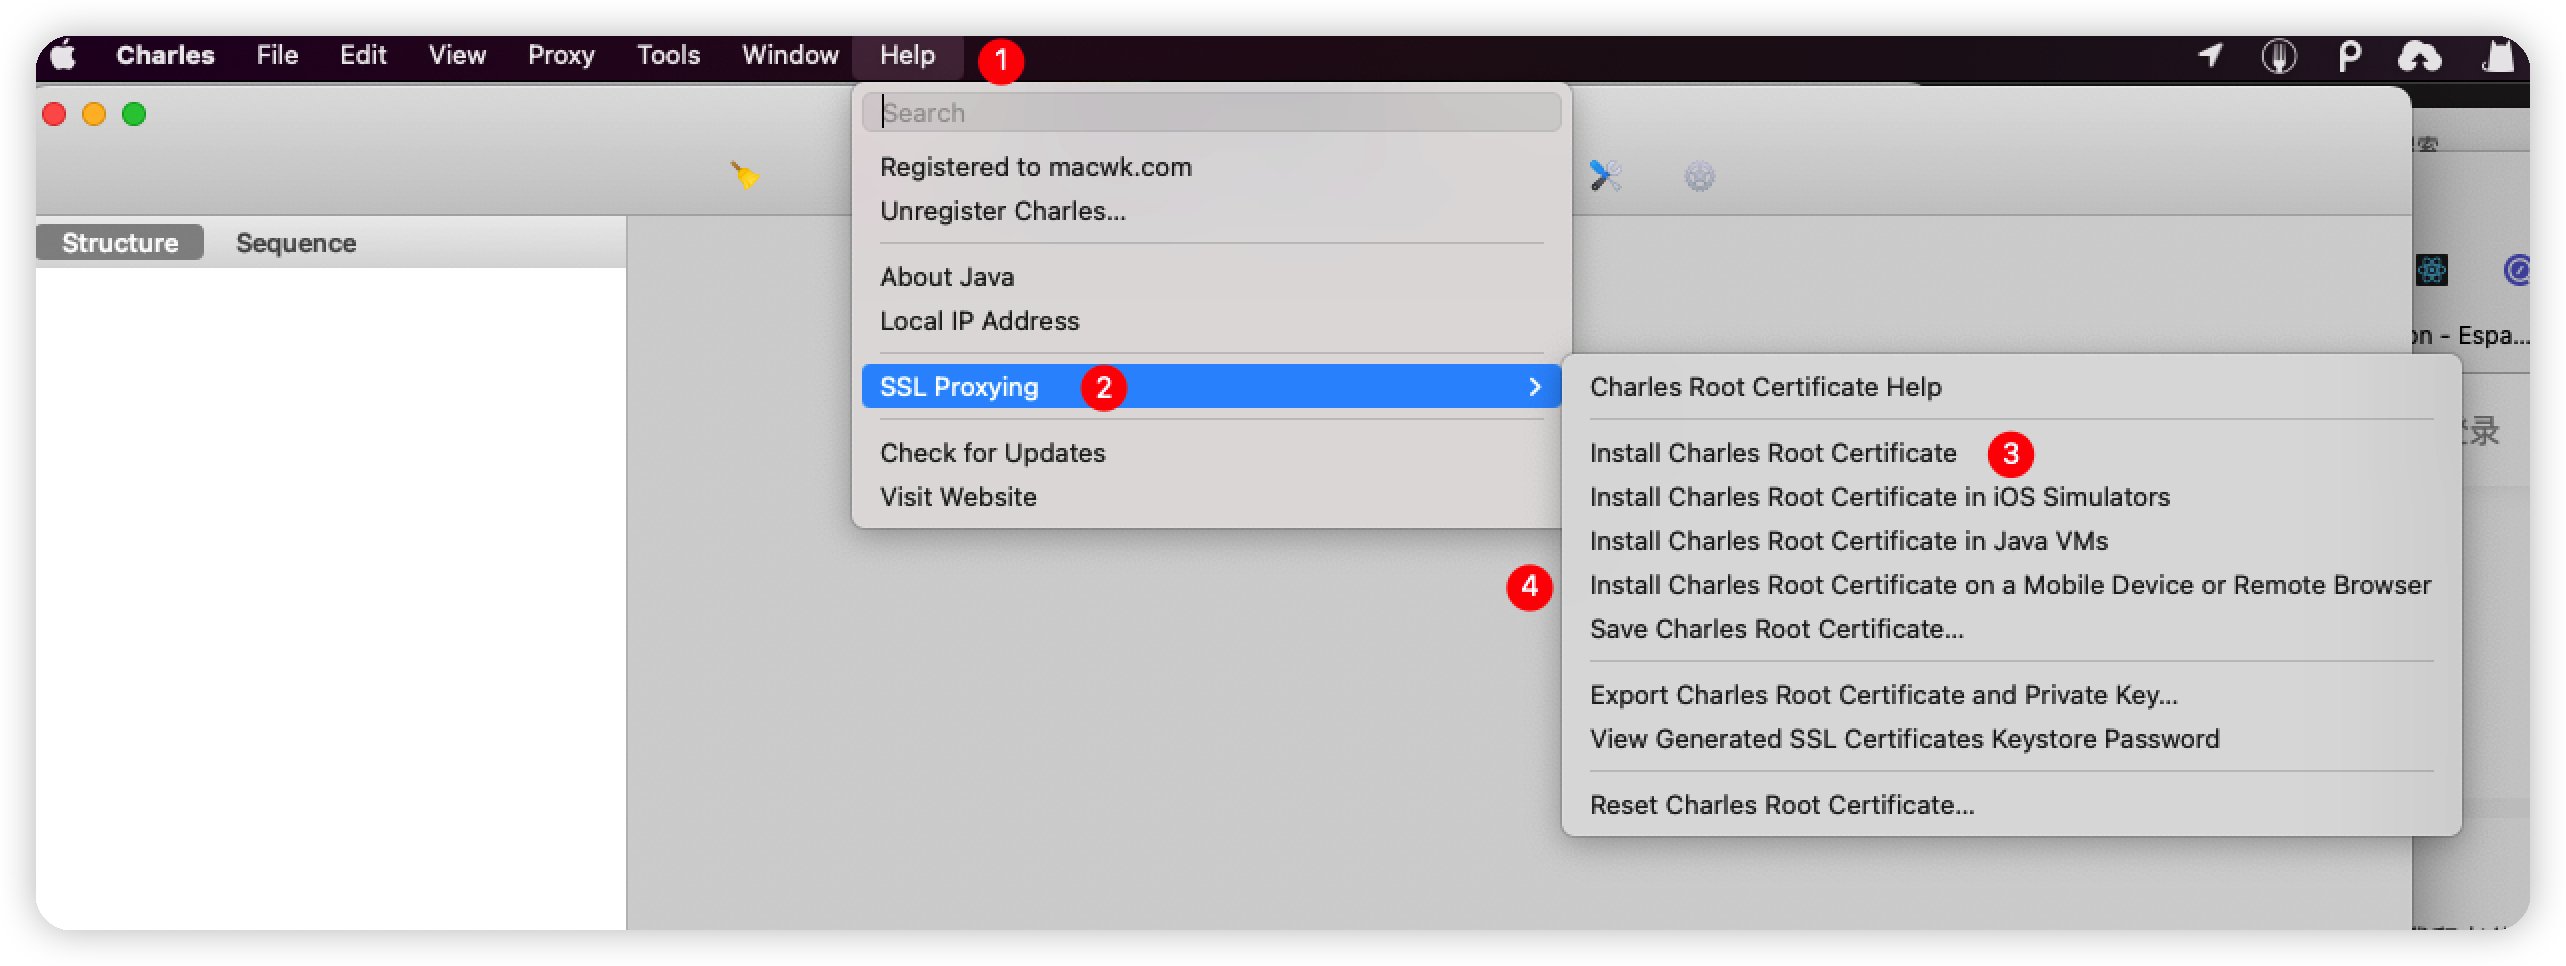 Charles File Edit View Proxy Tools Window Help 1
Search
Registered to macwk.com
Unregister Charles...
Structure Sequence
About Java
Local IP Address
on - Espa...
SSL Proxying 2
Check for Updates
Visit Website
Charles Root Certificate Help
录
Install Charles Root Certificate 3
Install Charles Root Certificate in iOS Simulators
Install Charles Root Certificate in Java VMs
4 Install Charles Root Certificate on a Mobile Device or Remote Browser
Save Charles Root Certificate...
Export Charles Root Certificate and Private Key...
View Generated SSL Certificates Keystore Password
Reset Charles Root Certificate...